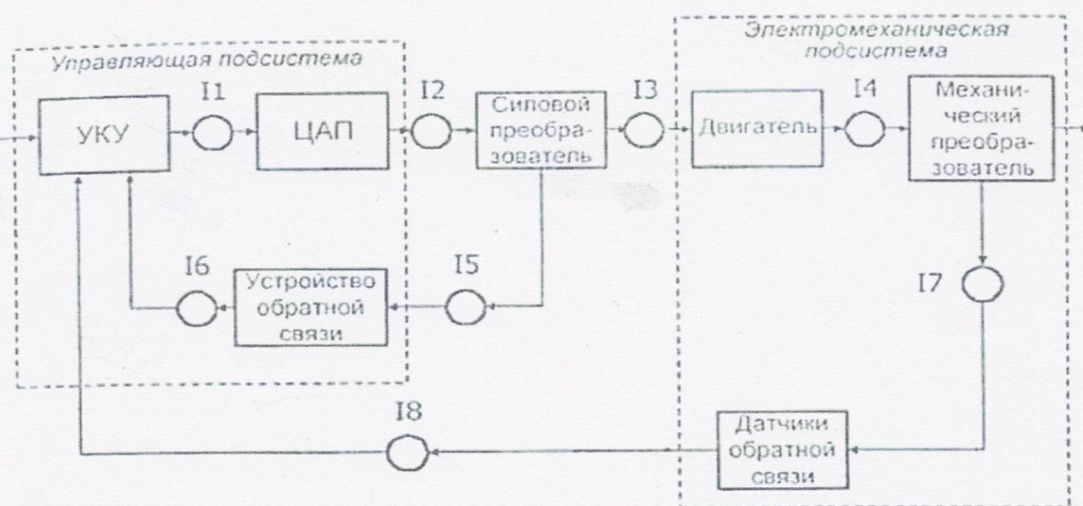 Управляющая подсистема
Электромеханическая
подсистема
УКУ
I1
ЦАП
I2
Силовой
преобра-
зователь
I3
Двигатель
I4
Механи-
ческий
преобра-
зователь
I6
Устройство
обратной
связи
I5
I7
I8
Датчики
обратной
связи